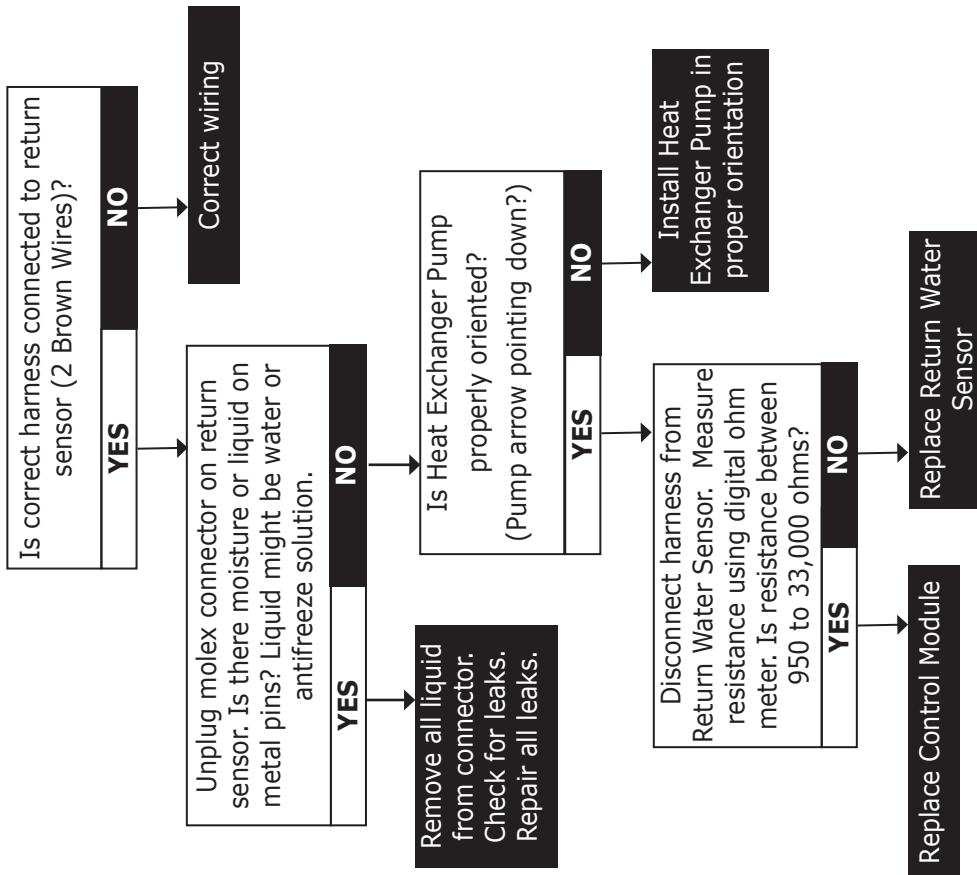 Is correct harness connected to return
sensor (2 Brown Wires)?
YES
NO
Correct wiring
Unplug molex connector on return
sensor. Is there moisture or liquid on
metal pins? Liquid might be water or
antifreeze solution.
YES
NO
Remove all liquid
from connector.
Check for leaks.
Repair all leaks.
Is Heat Exchanger Pump
properly oriented?
(Pump arrow pointing down?)
YES
NO
Install Heat
Exchanger Pump in
proper orientation
Disconnect harness from
Return Water Sensor. Measure
resistance using digital ohm
meter. Is resistance between
950 to 33,000 ohms?
YES
NO
Replace Control Module
Replace Return Water
Sensor